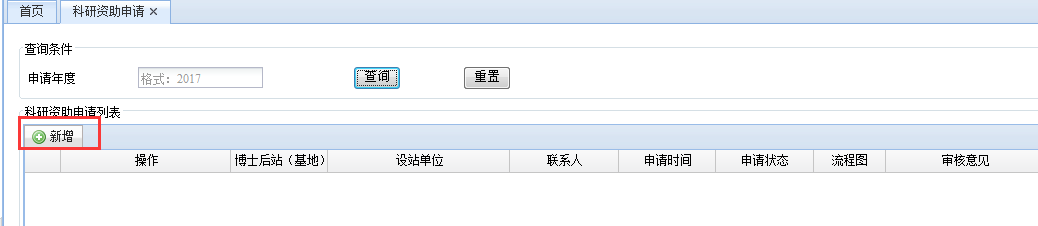 首页 科研资助申请 ×
查询条件
申请年度 格式：2017 查询 重置
科研资助申请列表
新增
操作 博士后站（基地） 设站单位 联系人 申请时间 申请状态 流程图 审核意见